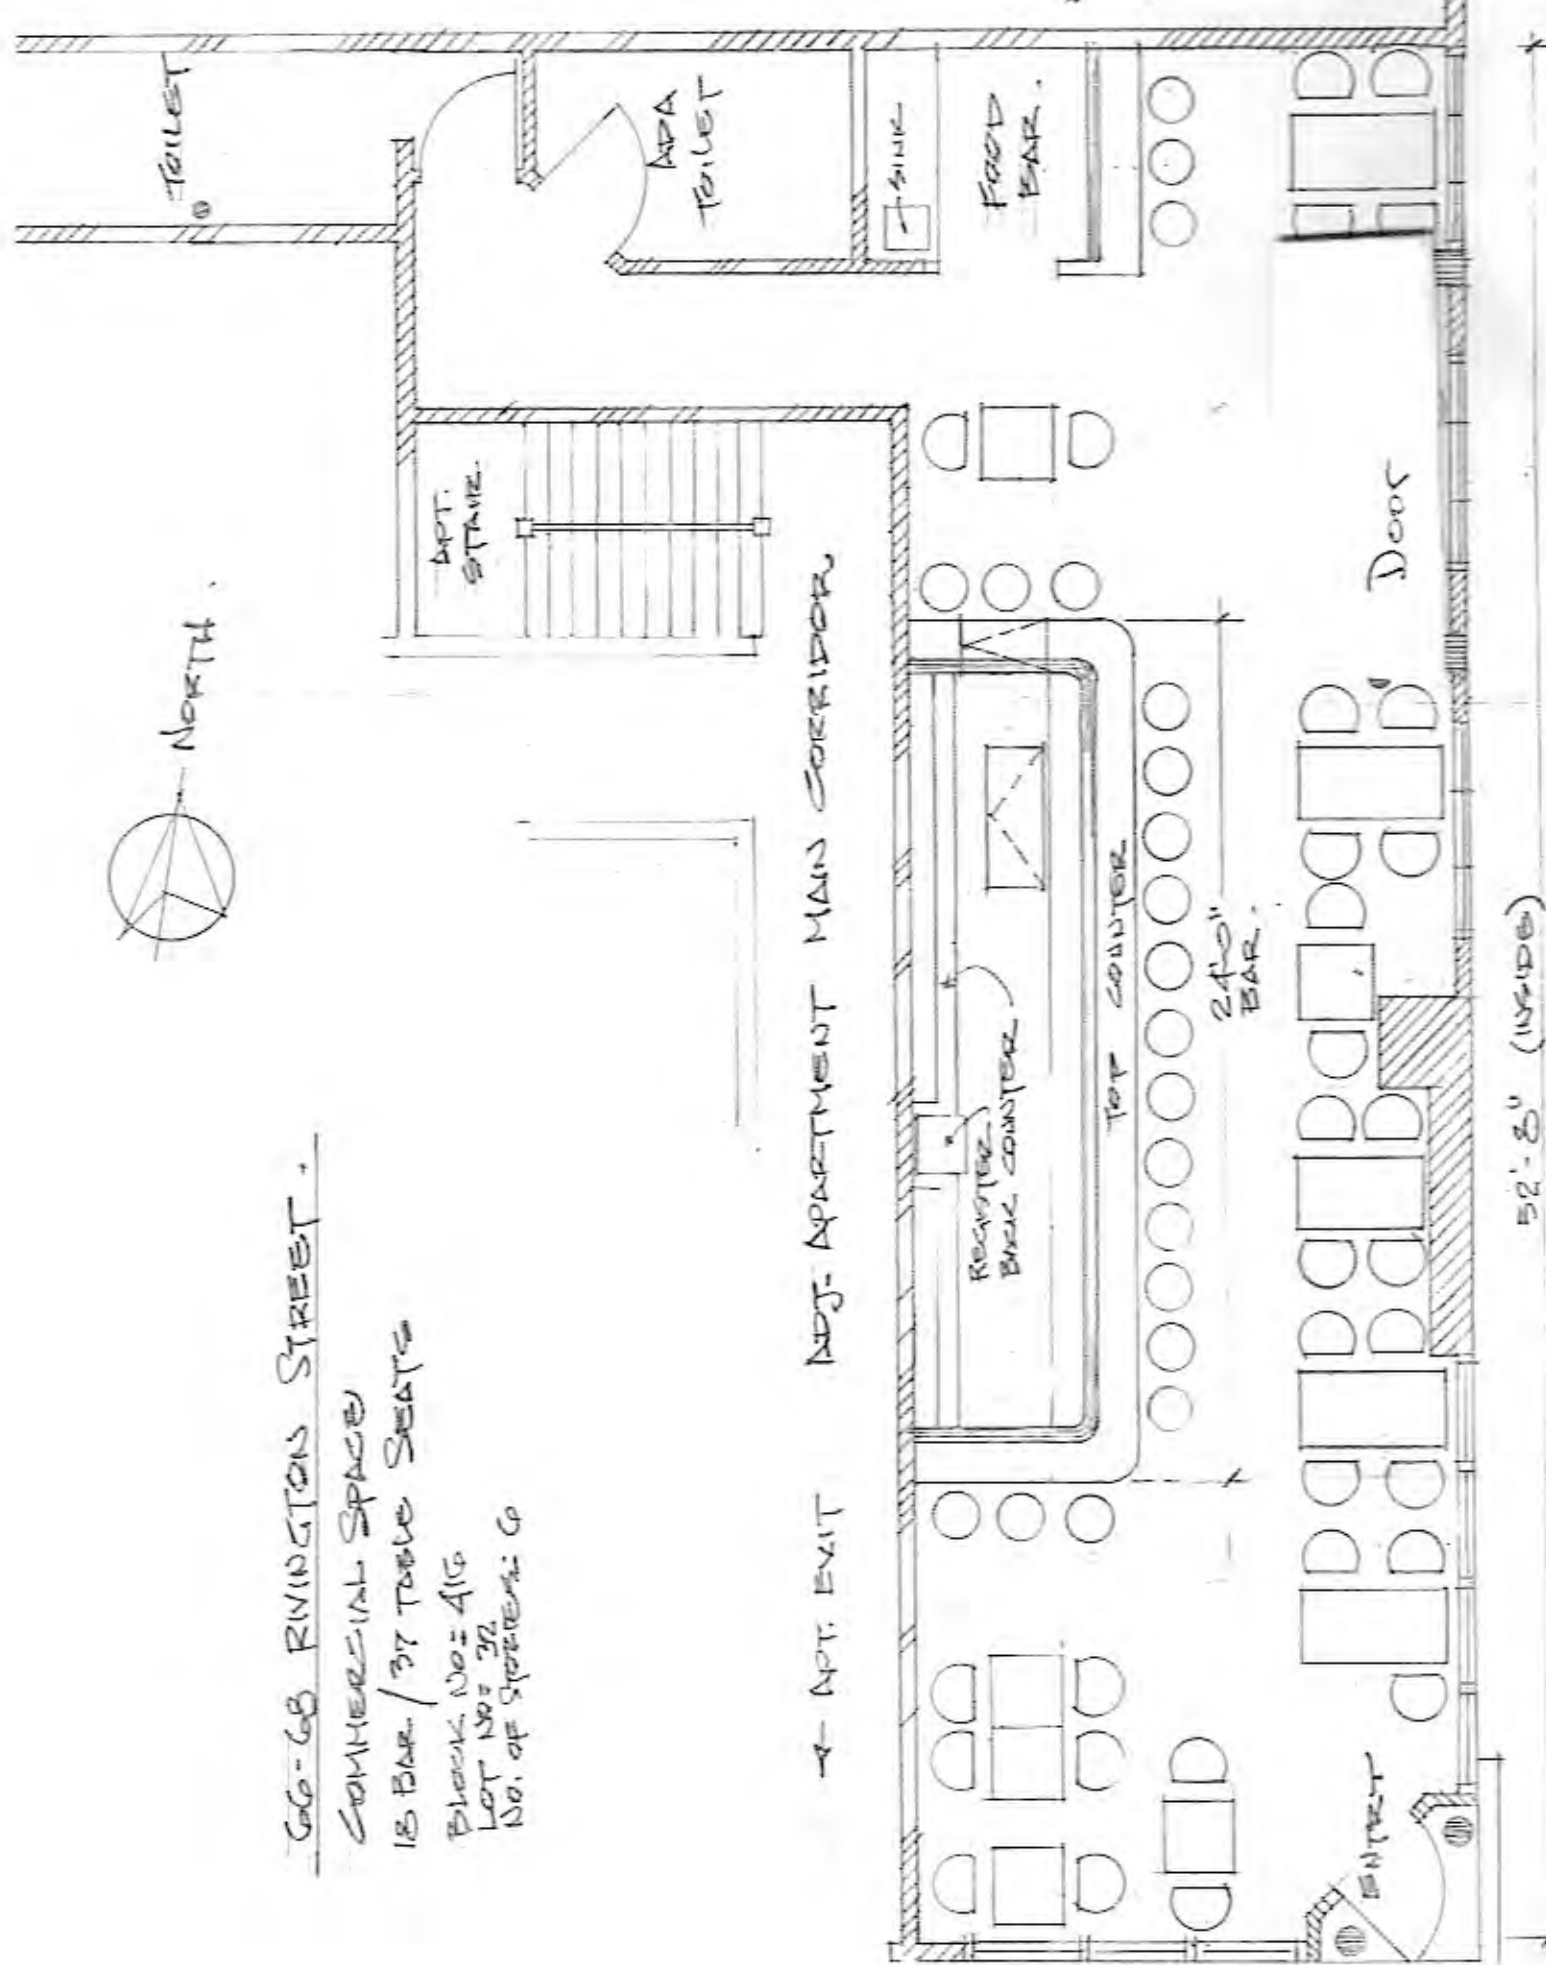 66-68 RIVINGTON STREET.
COMMERCIAL SPACE
18 BAR / 37 TABLE SEATS
BLOCK NO: 416
LOT NO: 32
NO. OF STORIES: 6
NORTH.
TOILET
ADA
TOILET
SINK
FOOD
BAR.
APT.
STAIR.
← APT. EXIT
ADJ. APARTMENT MAIN CORRIDOR
REGISTER
BACK COUNTER
TOP COUNTER
24'-0"
BAR.
DOOR
ENTRY
52'-8" (INSIDE)